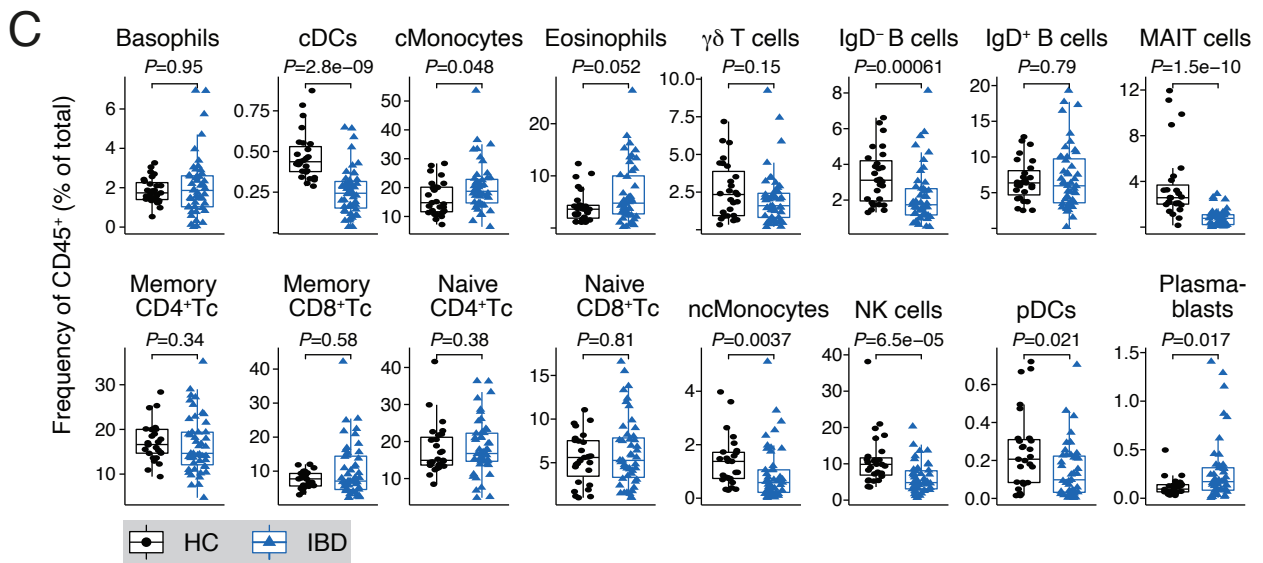 C
Frequency of CD45⁺ (% of total)
Basophils
P=0.95
6
4
2
0
cDCs
P=2.8e−09
0.75
0.50
0.25
cMonocytes
P=0.048
50
40
30
20
10
Eosinophils
P=0.052
20
10
γδ T cells
P=0.15
10.0
7.5
5.0
2.5
IgD⁻ B cells
P=0.00061
8
6
4
2
IgD⁺ B cells
P=0.79
20
15
10
5
MAIT cells
P=1.5e−10
12
8
4
Memory
CD4⁺Tc
P=0.34
30
20
10
Memory
CD8⁺Tc
P=0.58
40
30
20
10
Naive
CD4⁺Tc
P=0.38
40
30
20
10
Naive
CD8⁺Tc
P=0.81
15
10
5
ncMonocytes
P=0.0037
4
2
0
NK cells
P=6.5e−05
40
30
20
10
0
pDCs
P=0.021
0.6
0.4
0.2
0.0
Plasma-
blasts
P=0.017
1.5
1.0
0.5
0.0
HC
IBD